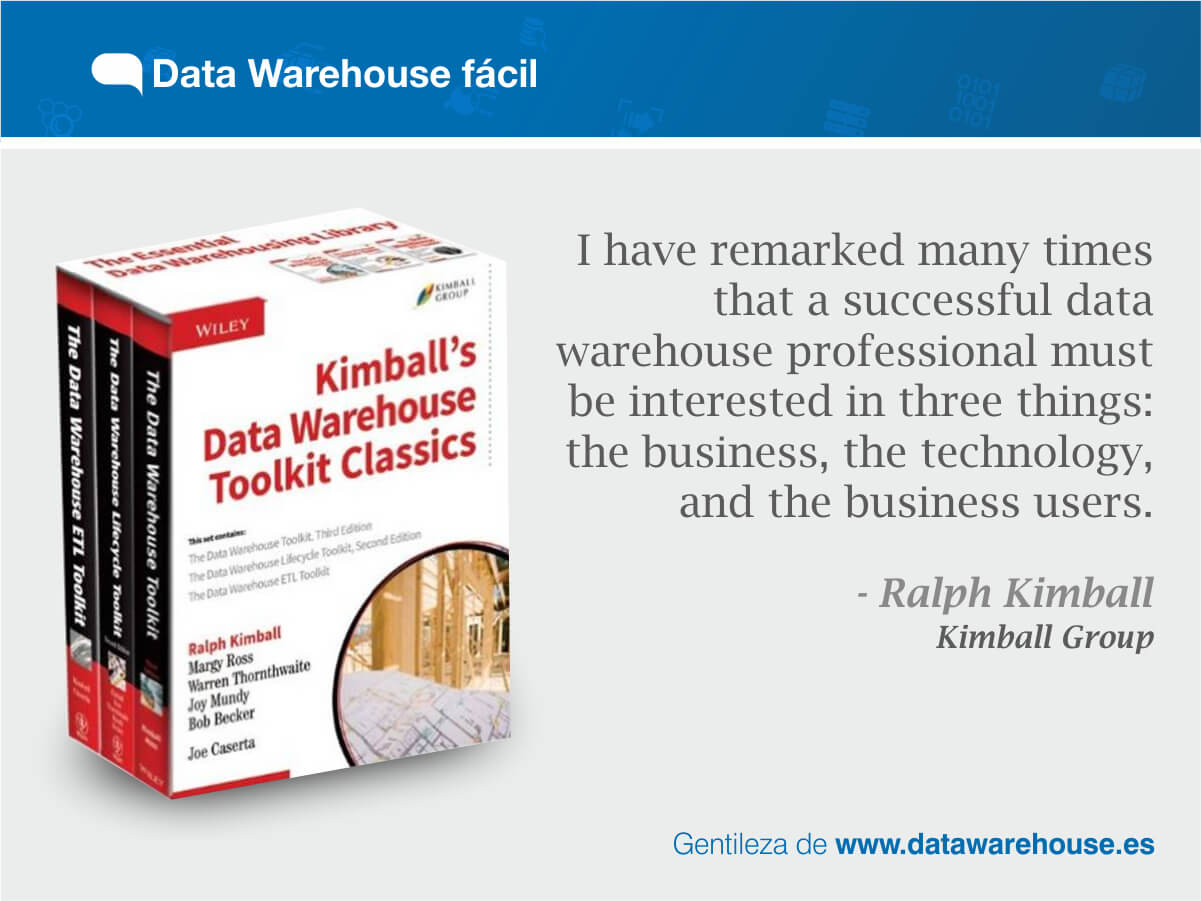 Data Warehouse fácil
The Essential
Data Warehousing Library
KIMBALL
GROUP
WILEY
Kimball's
Data Warehouse
Toolkit Classics
This set contains:
The Data Warehouse Toolkit, Third Edition
The Data Warehouse Lifecycle Toolkit, Second Edition
The Data Warehouse ETL Toolkit
Ralph Kimball
Margy Ross
Warren Thornthwaite
Joy Mundy
Bob Becker
Joe Caserta
The Data Warehouse ETL Toolkit
The Data Warehouse Lifecycle Toolkit
The Data Warehouse Toolkit
WILEY
I have remarked many times
that a successful data
warehouse professional must
be interested in three things:
the business, the technology,
and the business users.
- Ralph Kimball
Kimball Group
Gentileza de www.datawarehouse.es
0101
1001
0101